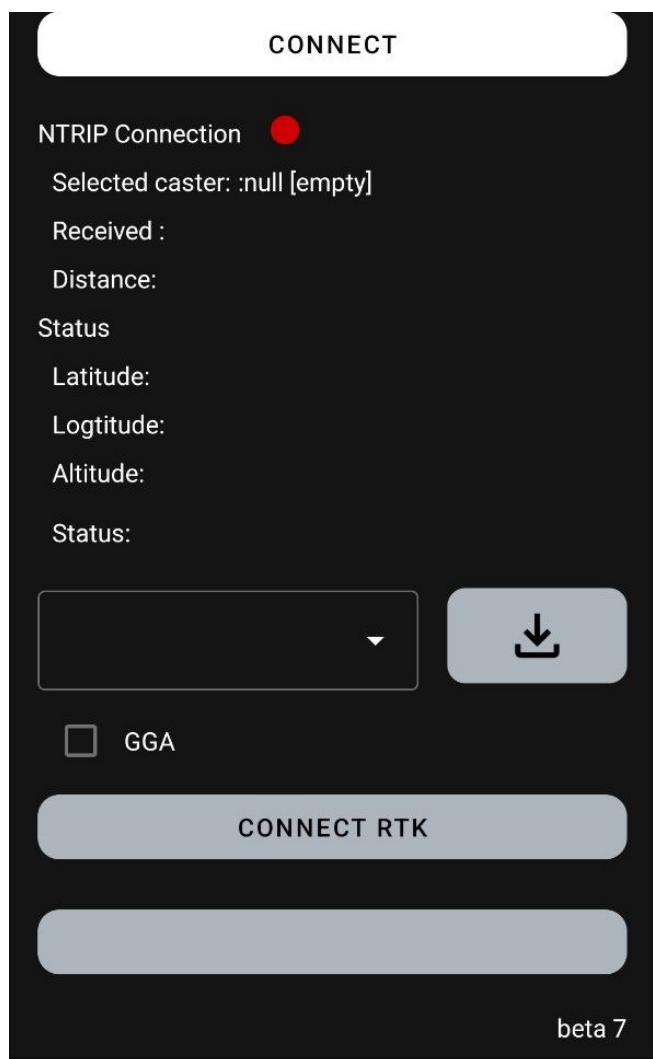 CONNECT
NTRIP Connection
Selected caster: :null [empty]
Received :
Distance:
Status
Latitude:
Logtitude:
Altitude:
Status:
GGA
CONNECT RTK
beta 7